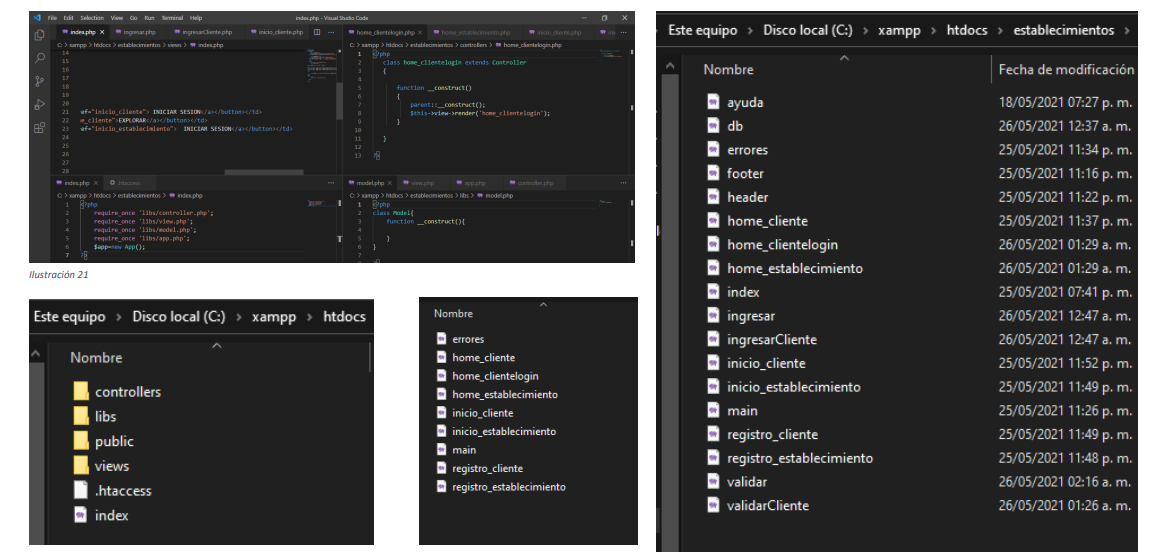 File Edit Selection View Go Run Terminal Help index.php - Visual Studio Code
index.php × ingresar.php ingresarCliente.php inicio_cliente.php
C: > xampp > htdocs > establecimientos > views > index.php
14
15
16
17
18
19
20
21 ef="inicio_cliente"> INICIAR SESION</a></button></td>
22 e_cliente">EXPLORAR</a></button></td>
23 ef="inicio_establecimiento"> INICIAR SESION</a></button></td>
24
25
26
27
28
home_clientelogin.php × home_establecimiento.php inicio_cliente.php
C: > xampp > htdocs > establecimientos > controllers > home_clientelogin.php
1 <?php
2 class home_clientelogin extends Controller
3 {
4
5 function __construct()
6 {
7 parent::__construct();
8 $this->view->render('home_clientelogin');
9 }
10
11 }
12
13 ?>
index.php × .htaccess
C: > xampp > htdocs > establecimientos > index.php
1 <?php
2 require_once 'libs/controller.php';
3 require_once 'libs/view.php';
4 require_once 'libs/model.php';
5 require_once 'libs/app.php';
6 $app=new App();
7 ?>
model.php × view.php app.php controller.php
C: > xampp > htdocs > establecimientos > libs > model.php
1 <?php
2 class Model{
3 function __construct(){
4
5 }
6 }
7
Ilustración 21
Este equipo > Disco local (C:) > xampp > htdocs
Nombre
controllers
libs
public
views
.htaccess
index
Nombre
errores
home_cliente
home_clientelogin
home_establecimiento
inicio_cliente
inicio_establecimiento
main
registro_cliente
registro_establecimiento
Este equipo > Disco local (C:) > xampp > htdocs > establecimientos >
Nombre Fecha de modificación
ayuda 18/05/2021 07:27 p. m.
db 26/05/2021 12:37 a. m.
errores 25/05/2021 11:34 p. m.
footer 25/05/2021 11:16 p. m.
header 25/05/2021 11:22 p. m.
home_cliente 25/05/2021 11:37 p. m.
home_clientelogin 26/05/2021 01:29 a. m.
home_establecimiento 26/05/2021 01:29 a. m.
index 25/05/2021 07:41 p. m.
ingresar 26/05/2021 12:47 a. m.
ingresarCliente 26/05/2021 12:47 a. m.
inicio_cliente 25/05/2021 11:52 p. m.
inicio_establecimiento 25/05/2021 11:49 p. m.
main 25/05/2021 11:26 p. m.
registro_cliente 25/05/2021 11:49 p. m.
registro_establecimiento 25/05/2021 11:48 p. m.
validar 26/05/2021 02:16 a. m.
validarCliente 26/05/2021 01:26 a. m.